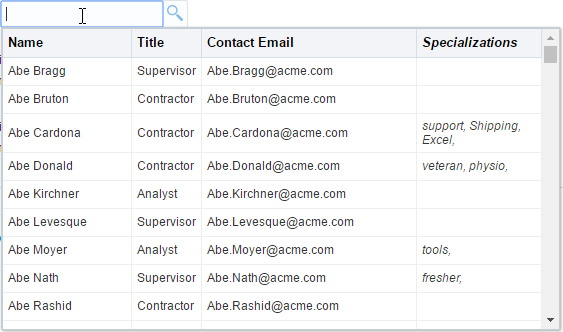 Name Title Contact Email Specializations
Abe Bragg Supervisor Abe.Bragg@acme.com
Abe Bruton Contractor Abe.Bruton@acme.com
Abe Cardona Contractor Abe.Cardona@acme.com support, Shipping,
Excel,
Abe Donald Contractor Abe.Donald@acme.com veteran, physio,
Abe Kirchner Analyst Abe.Kirchner@acme.com
Abe Levesque Supervisor Abe.Levesque@acme.com
Abe Moyer Analyst Abe.Moyer@acme.com tools,
Abe Nath Supervisor Abe.Nath@acme.com fresher,
Abe Rashid Contractor Abe.Rashid@acme.com